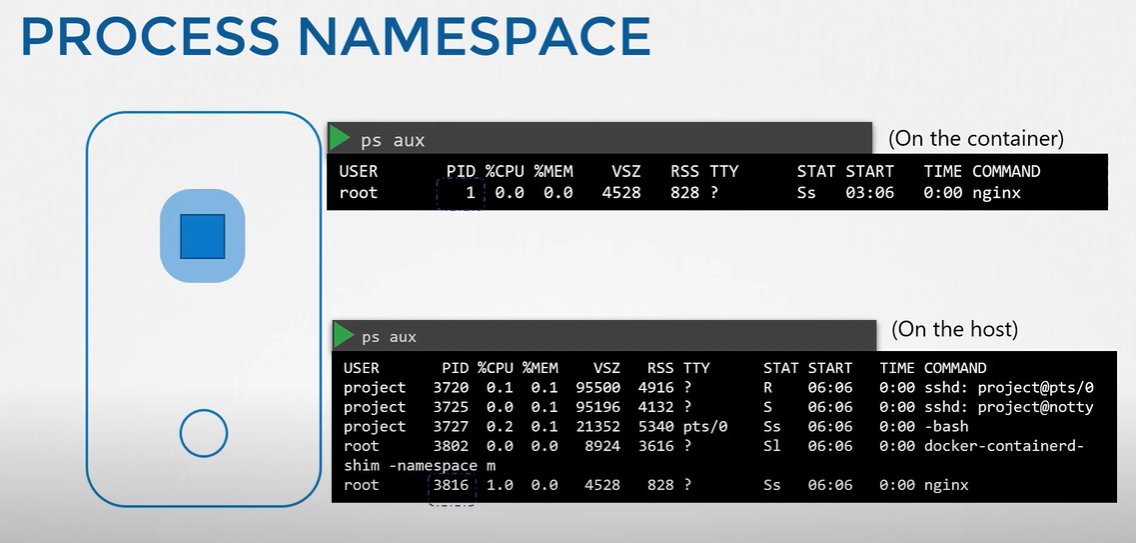 PROCESS NAMESPACE
ps aux
(On the container)
USER PID %CPU %MEM VSZ RSS TTY STAT START TIME COMMAND
root 1 0.0 0.0 4528 828 ? Ss 03:06 0:00 nginx
ps aux
(On the host)
USER PID %CPU %MEM VSZ RSS TTY STAT START TIME COMMAND
project 3720 0.1 0.1 95500 4916 ? R 06:06 0:00 sshd: project@pts/0
project 3725 0.0 0.1 95196 4132 ? S 06:06 0:00 sshd: project@notty
project 3727 0.2 0.1 21352 5340 pts/0 Ss 06:06 0:00 -bash
root 3802 0.0 0.0 8924 3616 ? Sl 06:06 0:00 docker-containerd-
shim -namespace m
root 3816 1.0 0.0 4528 828 ? Ss 06:06 0:00 nginx